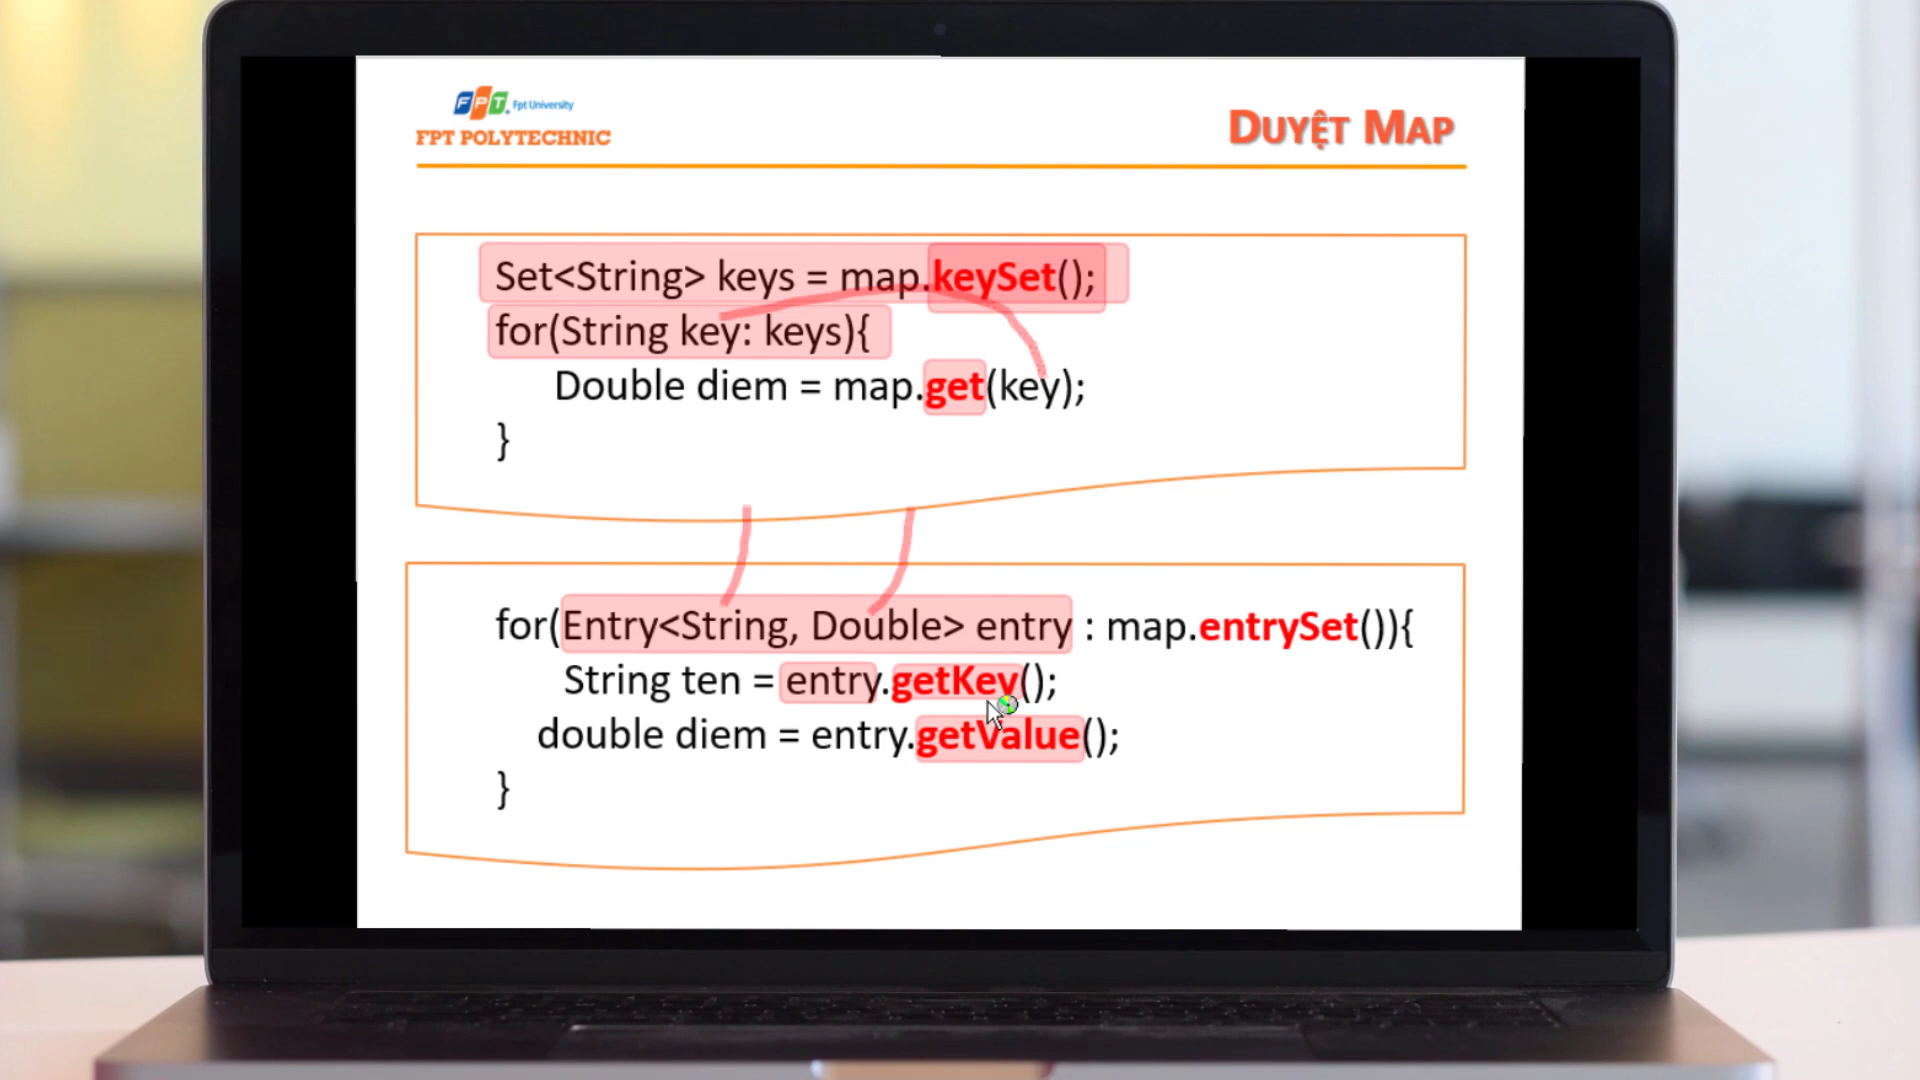 FPT. Fpt University
FPT POLYTECHNIC
DUYỆT MAP
Set<String> keys = map.keySet();
for(String key: keys){
Double diem = map.get(key);
}
for(Entry<String, Double> entry : map.entrySet()){
String ten = entry.getKey();
double diem = entry.getValue();
}